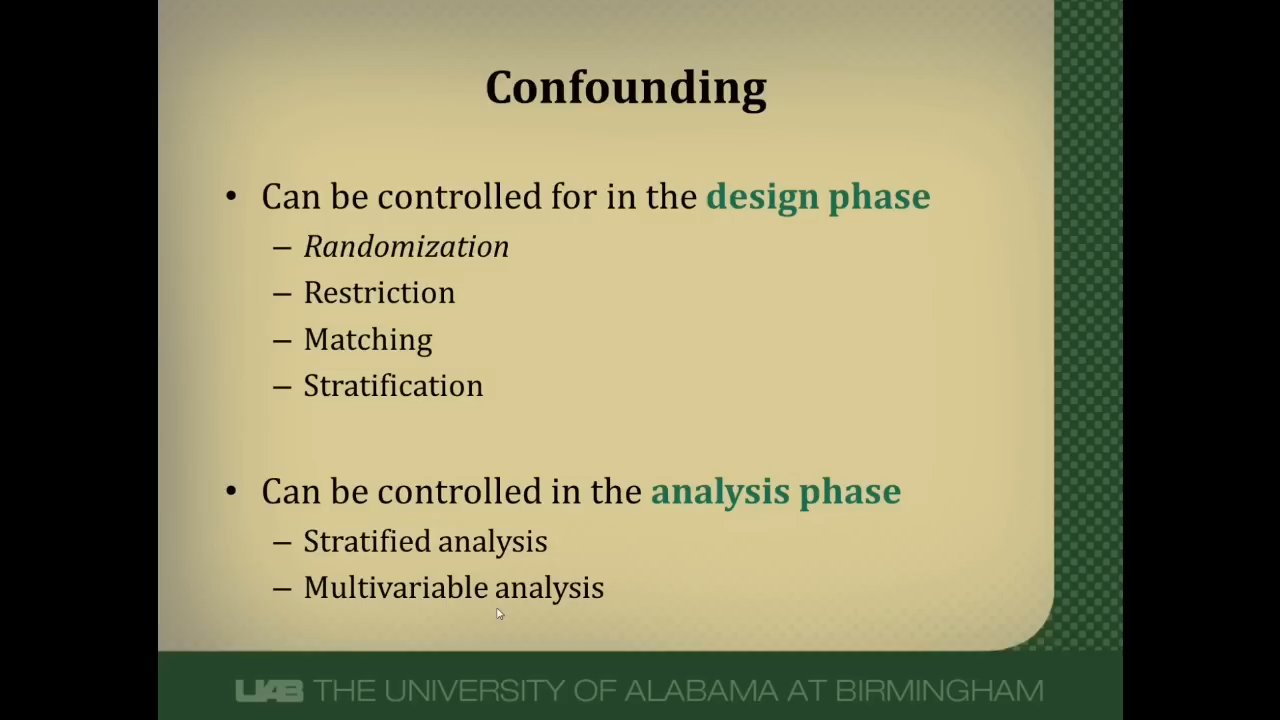 Confounding
• Can be controlled for in the design phase
– Randomization
– Restriction
– Matching
– Stratification
• Can be controlled in the analysis phase
– Stratified analysis
– Multivariable analysis
UAB THE UNIVERSITY OF ALABAMA AT BIRMINGHAM